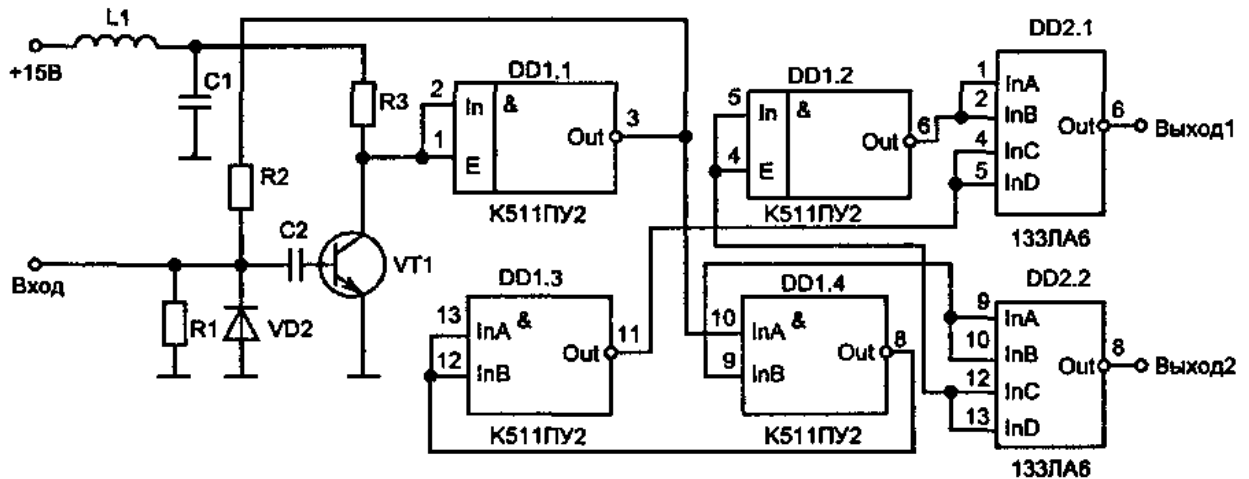 L1
+15В
C1
R3
R2
C2
VT1
Вход
R1
VD2
DD1.1
2 In &
1 E
Out 3
К511ПУ2
DD1.2
5 In &
4 E
Out 6
К511ПУ2
DD2.1
1 InA
2 InB
4 InC
5 InD
Out 6 Выход1
133ЛА6
DD1.3
13 InA &
12 InB
Out 11
К511ПУ2
DD1.4
10 InA &
9 InB
Out 8
К511ПУ2
DD2.2
9 InA
10 InB
12 InC
13 InD
Out 8 Выход2
133ЛА6